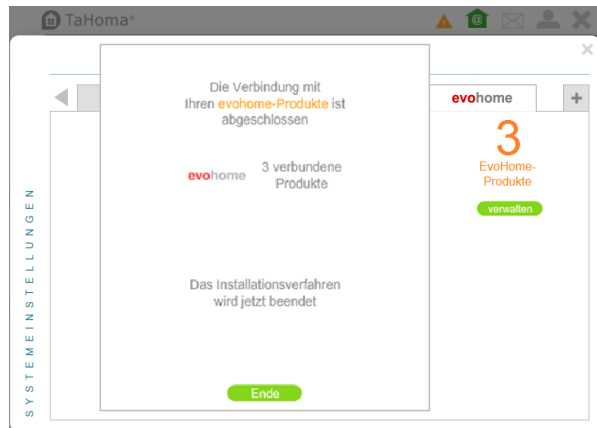 TaHoma®
Die Verbindung mit
Ihren evohome-Produkte ist
abgeschlossen
evohome
3 verbundene
Produkte
Das Installationsverfahren
wird jetzt beendet
Ende
evohome
+
3
EvoHome-
Produkte
verwalten
SYSTEMEINSTELLUNGEN